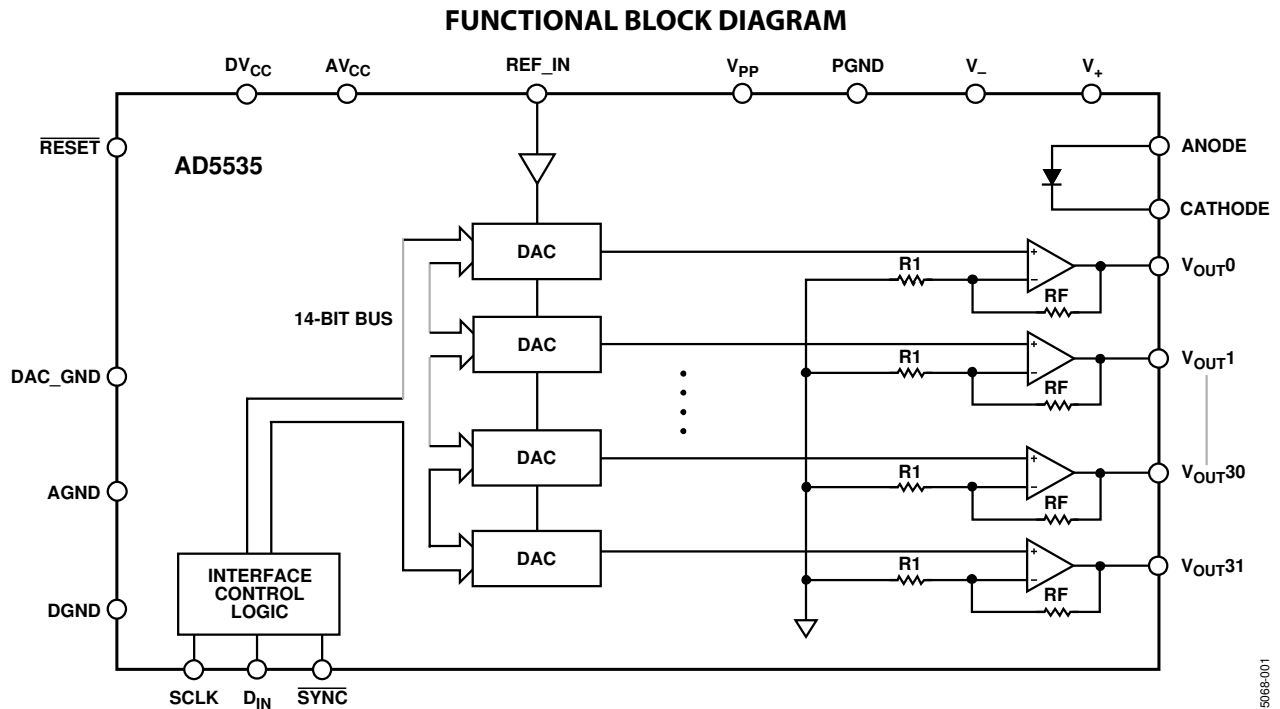 FUNCTIONAL BLOCK DIAGRAM
DVCC AVCC REF_IN VPP PGND V– V+
RESET
AD5535
ANODE
CATHODE
DAC
+
R1
–
VOUT0
RF
14-BIT BUS
DAC
+
R1
–
VOUT1
RF
DAC_GND
DAC
+
R1
–
VOUT30
RF
AGND
DAC
+
R1
–
VOUT31
RF
INTERFACE
CONTROL
LOGIC
DGND
SCLK DIN SYNC
5068-001